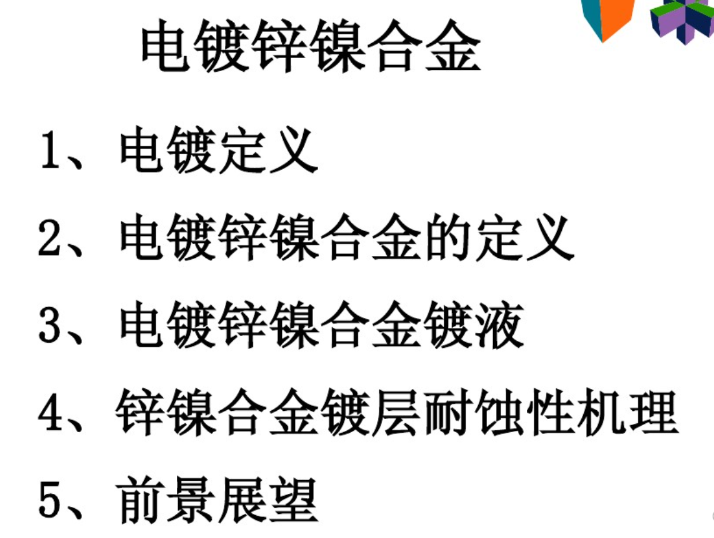 电镀锌镍合金
1、电镀定义
2、电镀锌镍合金的定义
3、电镀锌镍合金镀液
4、锌镍合金镀层耐蚀性机理
5、前景展望